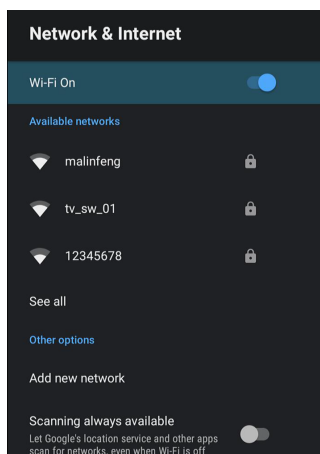 Network & Internet
Wi-Fi On
Available networks
malinfeng
tv_sw_01
12345678
See all
Other options
Add new network
Scanning always available
Let Google's location service and other apps
scan for networks, even when Wi-Fi is off